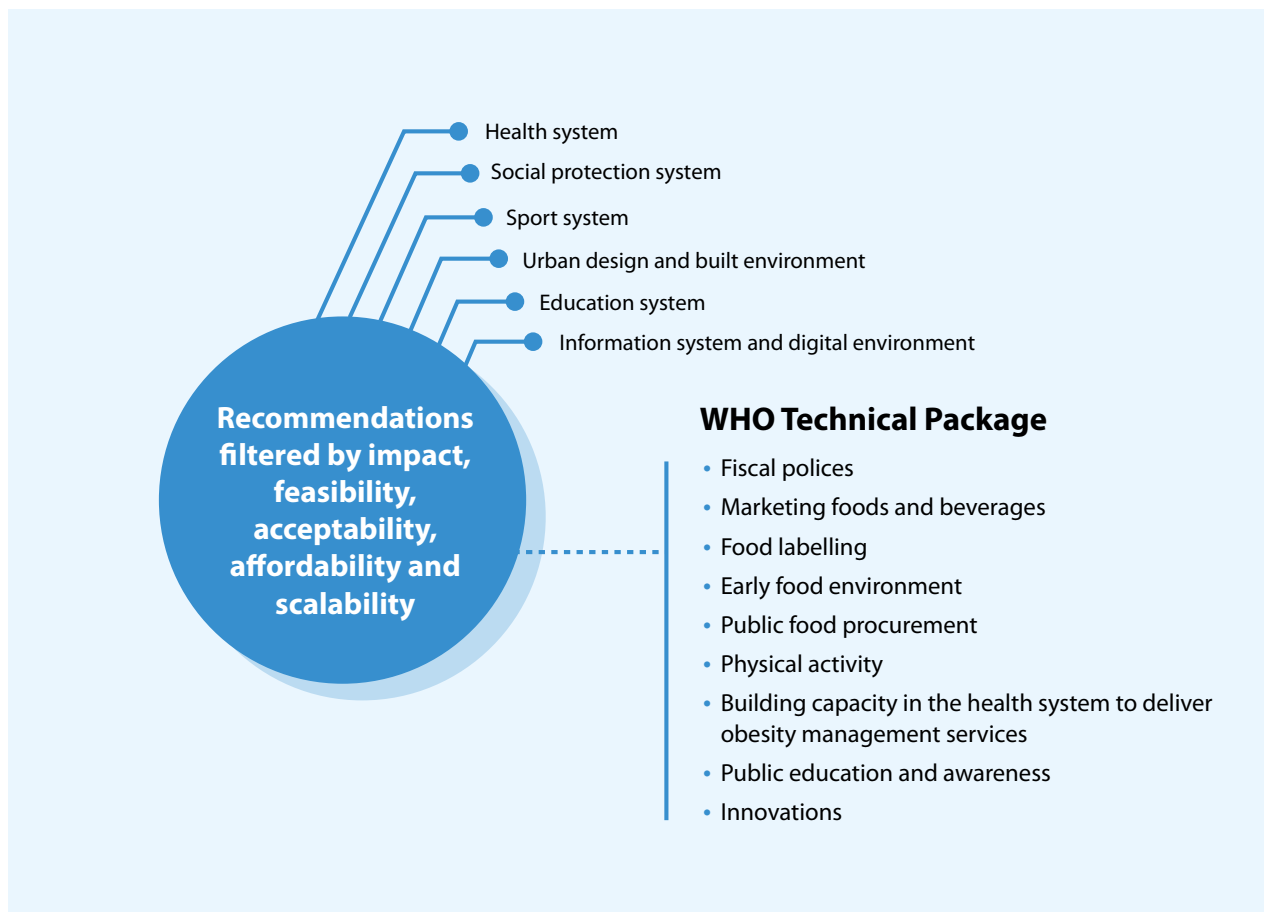 Health system
Social protection system
Sport system
Urban design and built environment
Education system
Information system and digital environment
Recommendations
filtered by impact,
feasibility,
acceptability,
affordability and
scalability
WHO Technical Package
• Fiscal polices
• Marketing foods and beverages
• Food labelling
• Early food environment
• Public food procurement
• Physical activity
• Building capacity in the health system to deliver
obesity management services
• Public education and awareness
• Innovations